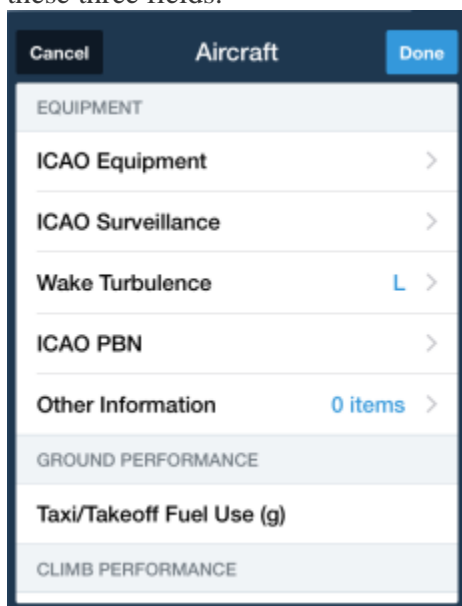 these three fields.
Cancel Aircraft Done
EQUIPMENT
ICAO Equipment
ICAO Surveillance
Wake Turbulence L
ICAO PBN
Other Information 0 items
GROUND PERFORMANCE
Taxi/Takeoff Fuel Use (g)
CLIMB PERFORMANCE